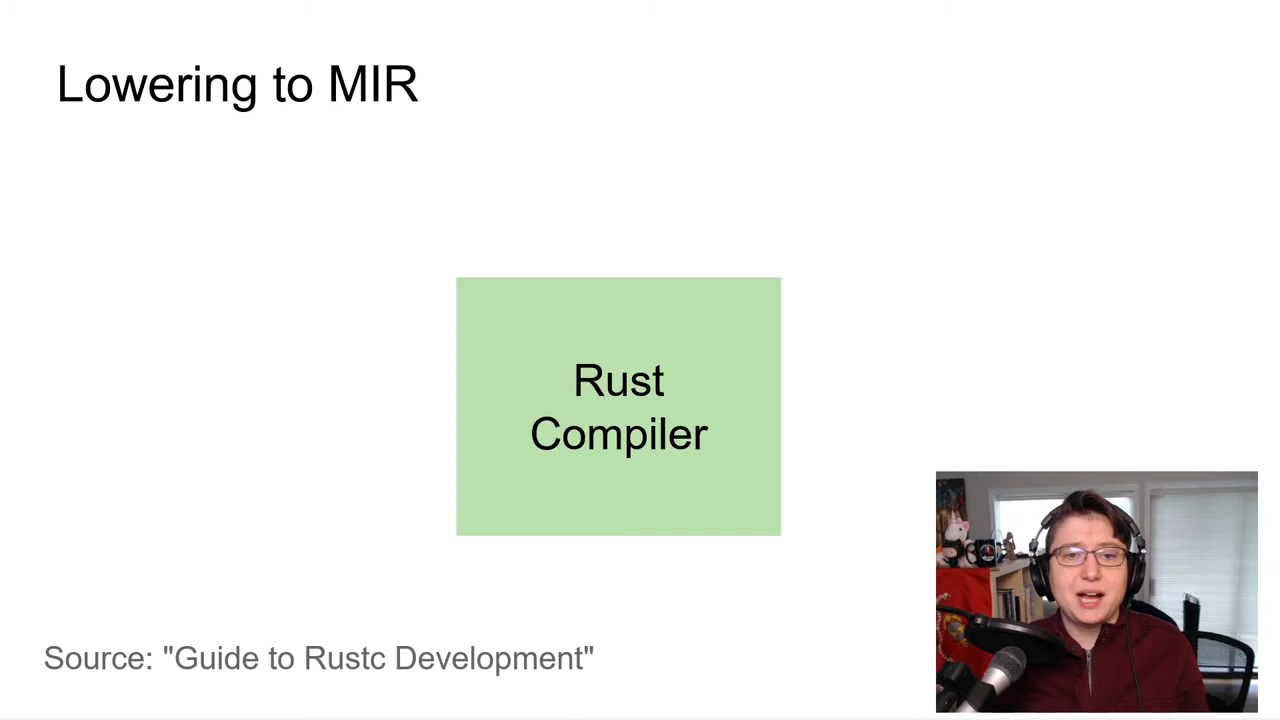 Lowering to MIR
Rust
Compiler
Source: "Guide to Rustc Development"